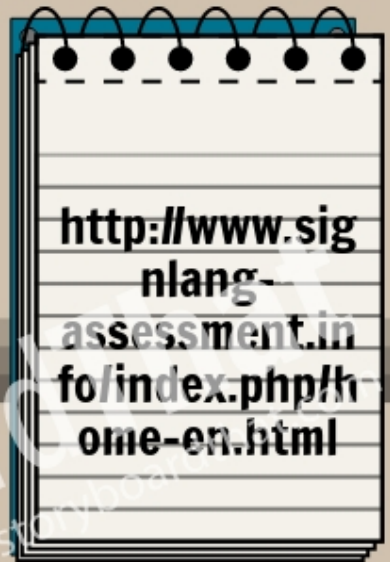 http://www.sig
nlang-
assessment.in
fo/index.php/h
ome-en.html